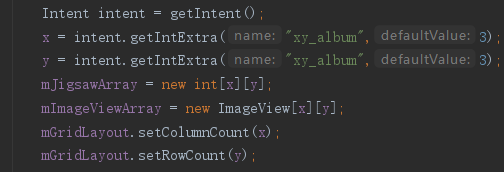 Intent intent = getIntent();
x = intent.getIntExtra( name: "xy_album", defaultValue: 3);
y = intent.getIntExtra( name: "xy_album", defaultValue: 3);
mJigsawArray = new int[x][y];
mImageViewArray = new ImageView[x][y];
mGridLayout.setColumnCount(x);
mGridLayout.setRowCount(y);